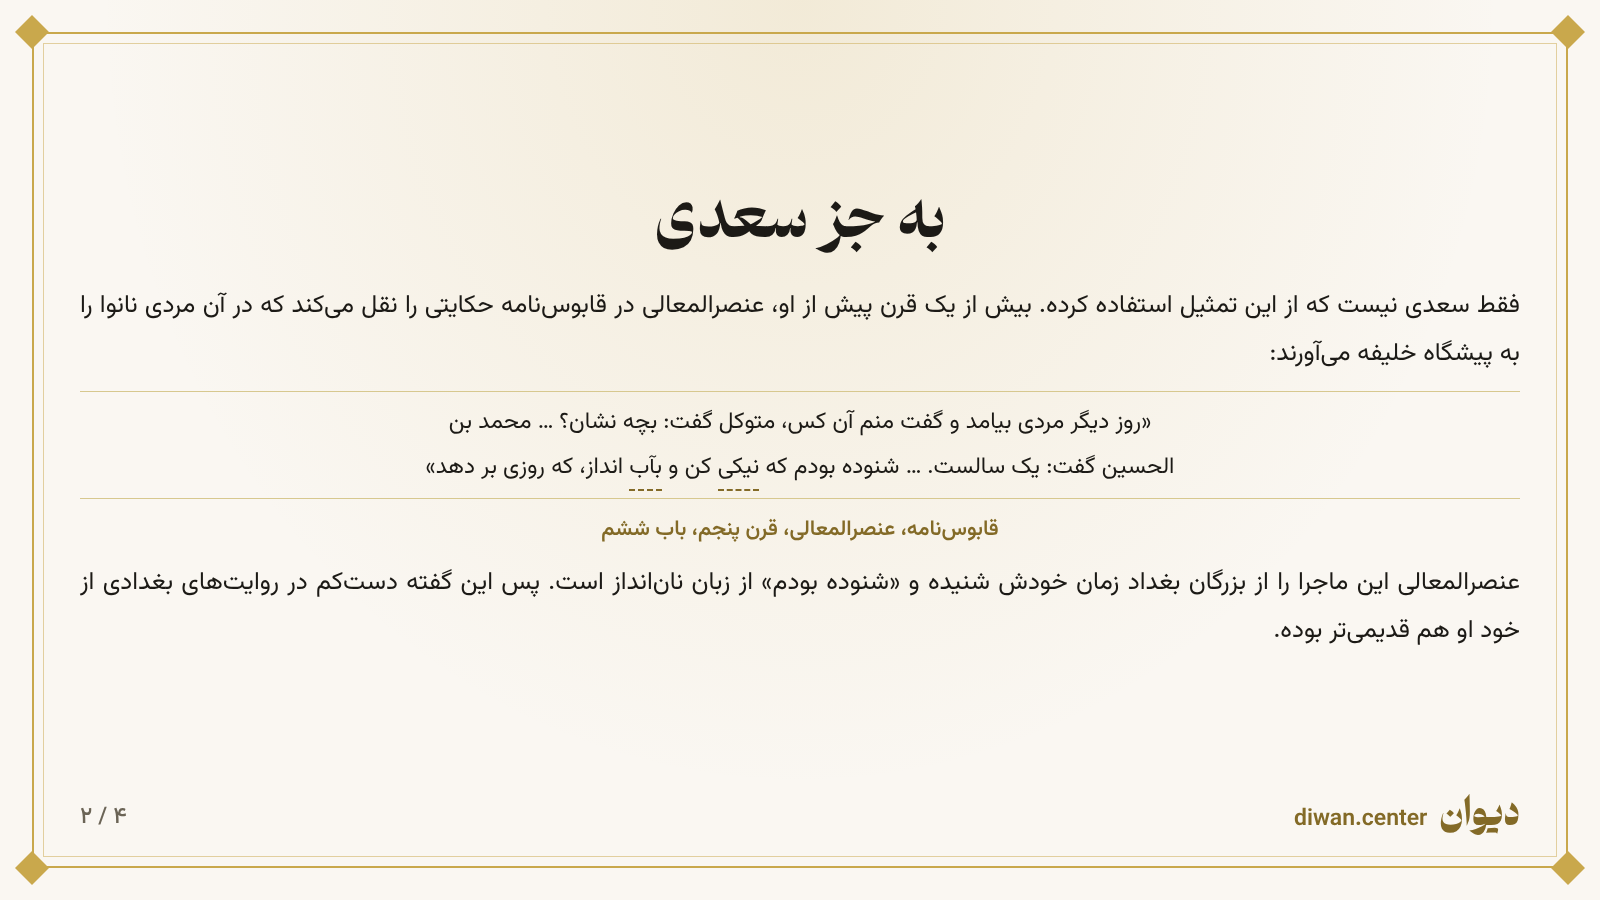 به جز سعدی
فقط سعدی نیست که از این تمثیل استفاده کرده. بیش از یک قرن پیش از او، عنصرالمعالی در قابوس‌نامه حکایتی را نقل می‌کند که در آن مردی نانوا را
به پیشگاه خلیفه می‌آورند:
«روز دیگر مردی بیامد و گفت منم آن کس، متوکل گفت: بچه نشان؟ … محمد بن
الحسین گفت: یک سالست. … شنوده بودم که نیکی کن و بآب انداز، که روزی بر دهد»
قابوس‌نامه، عنصرالمعالی، قرن پنجم، باب ششم
عنصرالمعالی این ماجرا را از بزرگان بغداد زمان خودش شنیده و «شنوده بودم» از زبان نان‌انداز است. پس این گفته دست‌کم در روایت‌های بغدادی از
خود او هم قدیمی‌تر بوده.
دیوان diwan.center
۲ / ۴